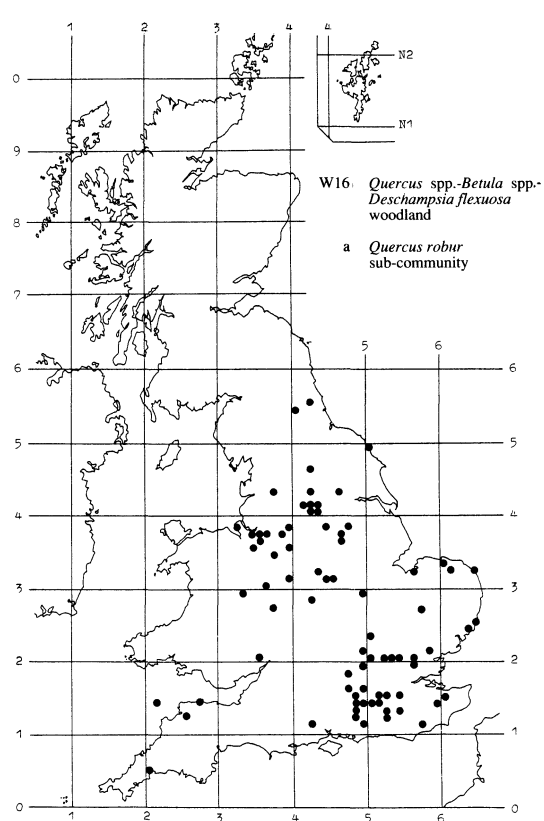 1 2 3 4 4
N2
N1
0
9
W16 Quercus spp.-Betula spp.-
Deschampsia flexuosa
woodland
8
a Quercus robur
sub-community
7
5 6
6 6
5 5
4 4
3 3
2 2
1 1
0 0
1 2 3 4 5 6